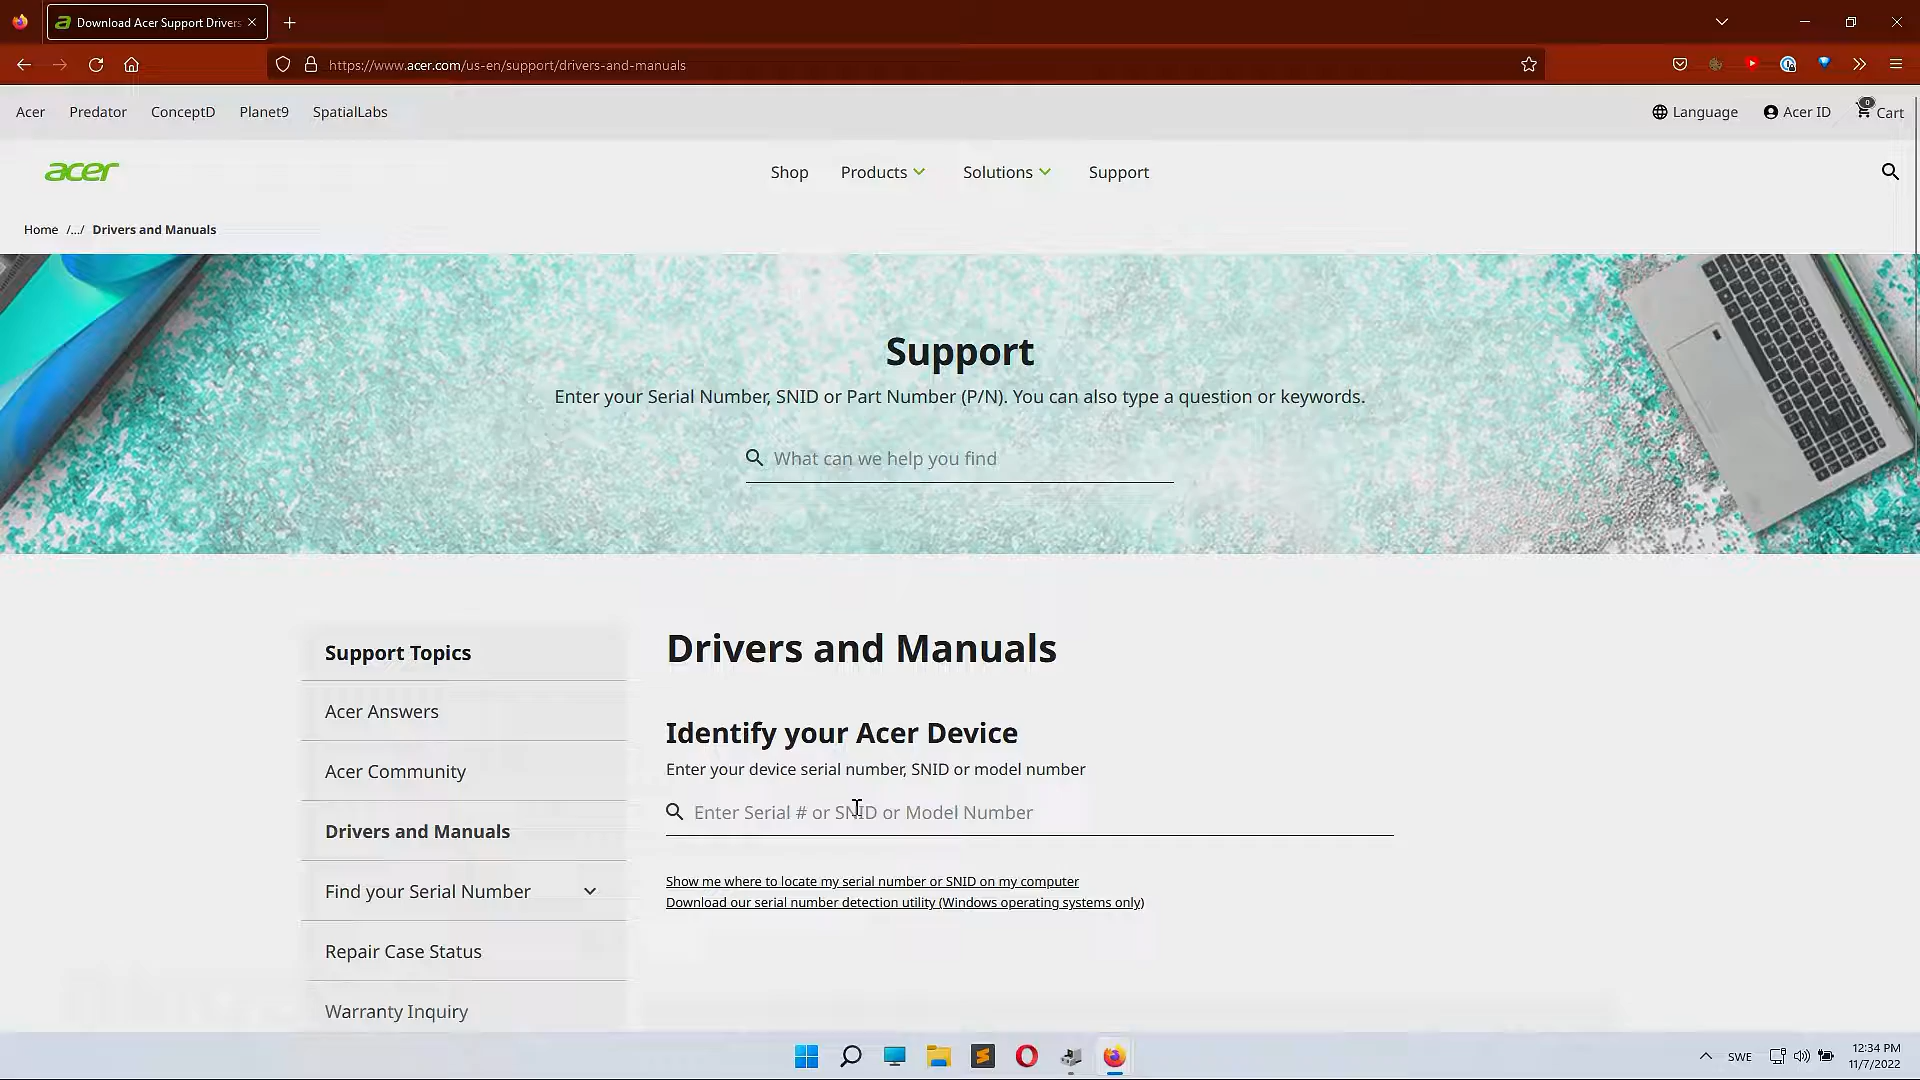 Download Acer Support Drivers
https://www.acer.com/us-en/support/drivers-and-manuals
Acer Predator ConceptD Planet9 SpatialLabs
Language Acer ID 0 Cart
acer
Shop Products Solutions Support
Home /.../ Drivers and Manuals
Support
Enter your Serial Number, SNID or Part Number (P/N). You can also type a question or keywords.
What can we help you find
Support Topics
Acer Answers
Acer Community
Drivers and Manuals
Find your Serial Number
Repair Case Status
Warranty Inquiry
Drivers and Manuals
Identify your Acer Device
Enter your device serial number, SNID or model number
Enter Serial # or SNID or Model Number
Show me where to locate my serial number or SNID on my computer
Download our serial number detection utility (Windows operating systems only)
SWE
12:34 PM
11/7/2022